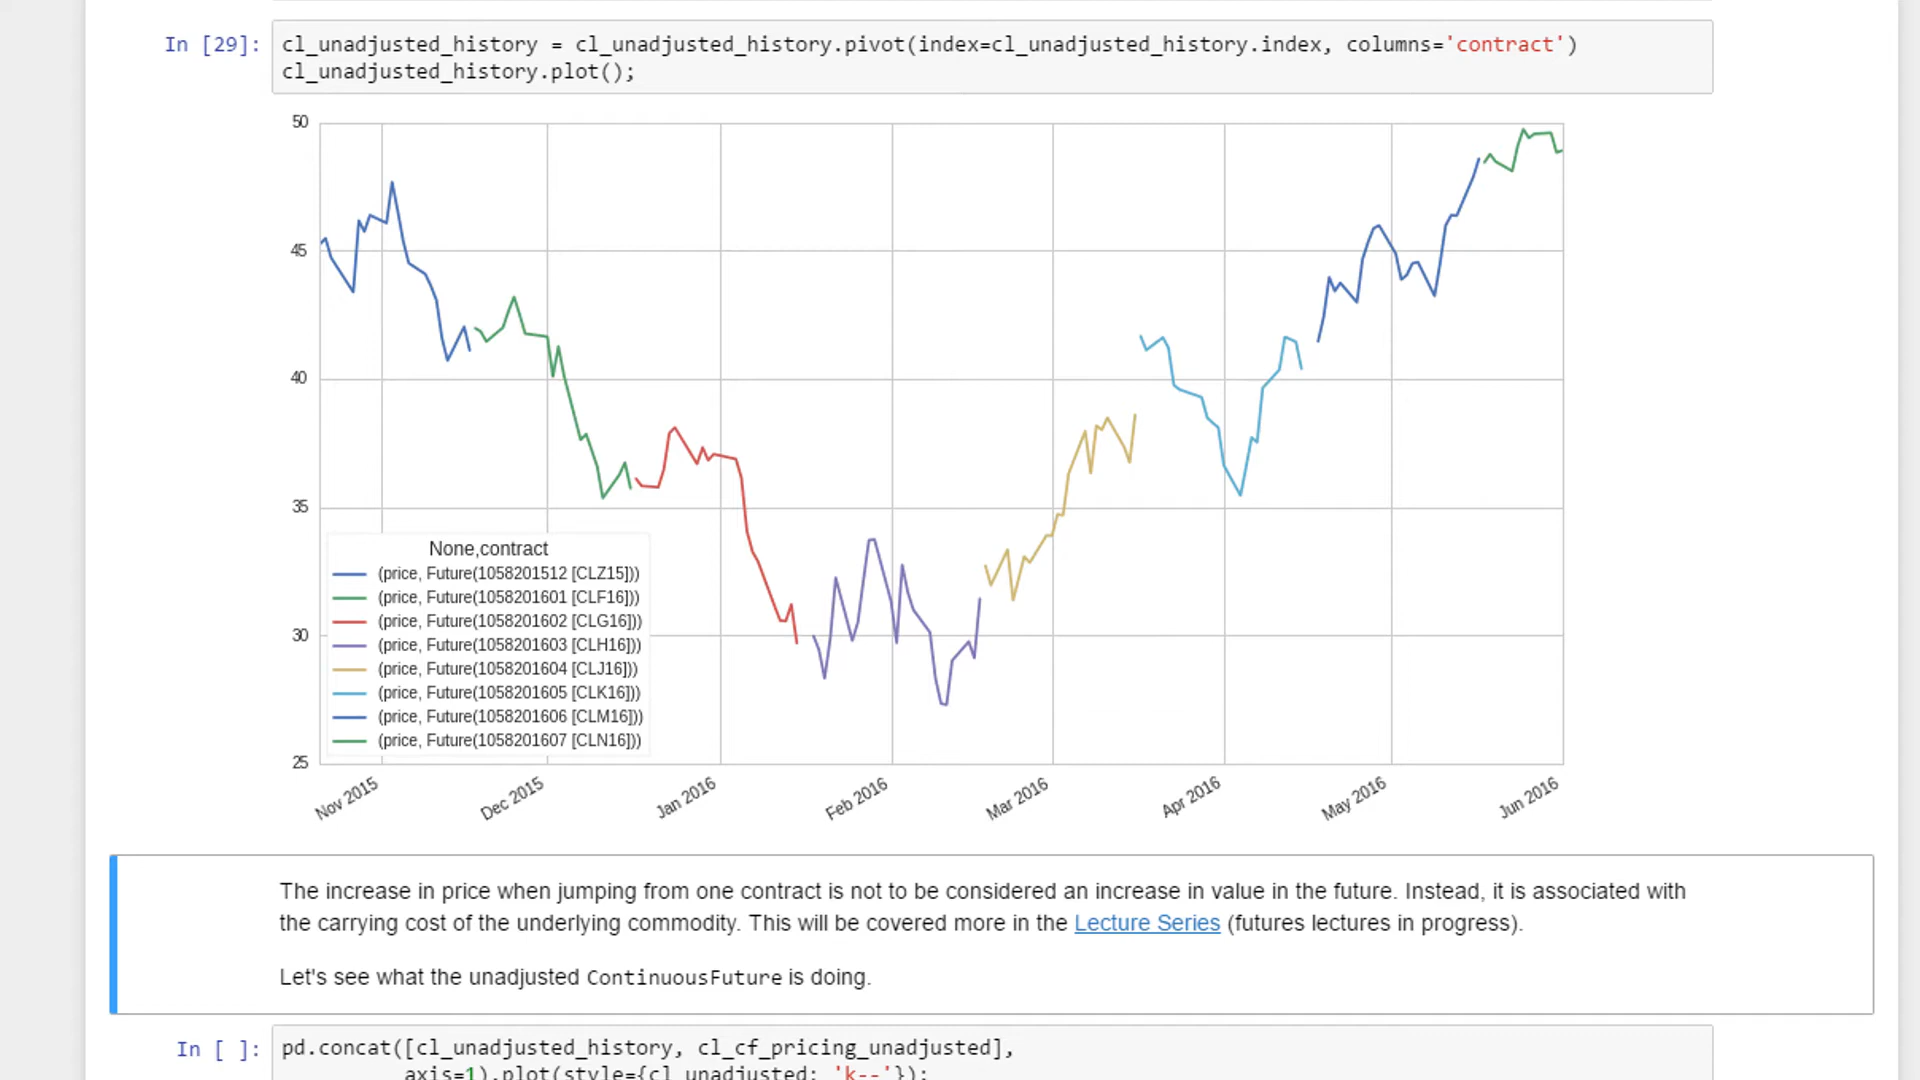 In [29]: cl_unadjusted_history = cl_unadjusted_history.pivot(index=cl_unadjusted_history.index, columns='contract')
cl_unadjusted_history.plot();
50
45
40
35
30
25
None,contract
(price, Future(1058201512 [CLZ15]))
(price, Future(1058201601 [CLF16]))
(price, Future(1058201602 [CLG16]))
(price, Future(1058201603 [CLH16]))
(price, Future(1058201604 [CLJ16]))
(price, Future(1058201605 [CLK16]))
(price, Future(1058201606 [CLM16]))
(price, Future(1058201607 [CLN16]))
Nov 2015
Dec 2015
Jan 2016
Feb 2016
Mar 2016
Apr 2016
May 2016
Jun 2016
The increase in price when jumping from one contract is not to be considered an increase in value in the future. Instead, it is associated with
the carrying cost of the underlying commodity. This will be covered more in the Lecture Series (futures lectures in progress).
Let's see what the unadjusted ContinuousFuture is doing.
In [ ]: pd.concat([cl_unadjusted_history, cl_cf_pricing_unadjusted],
axis=1).plot(style={cl_unadjusted: 'k--'});